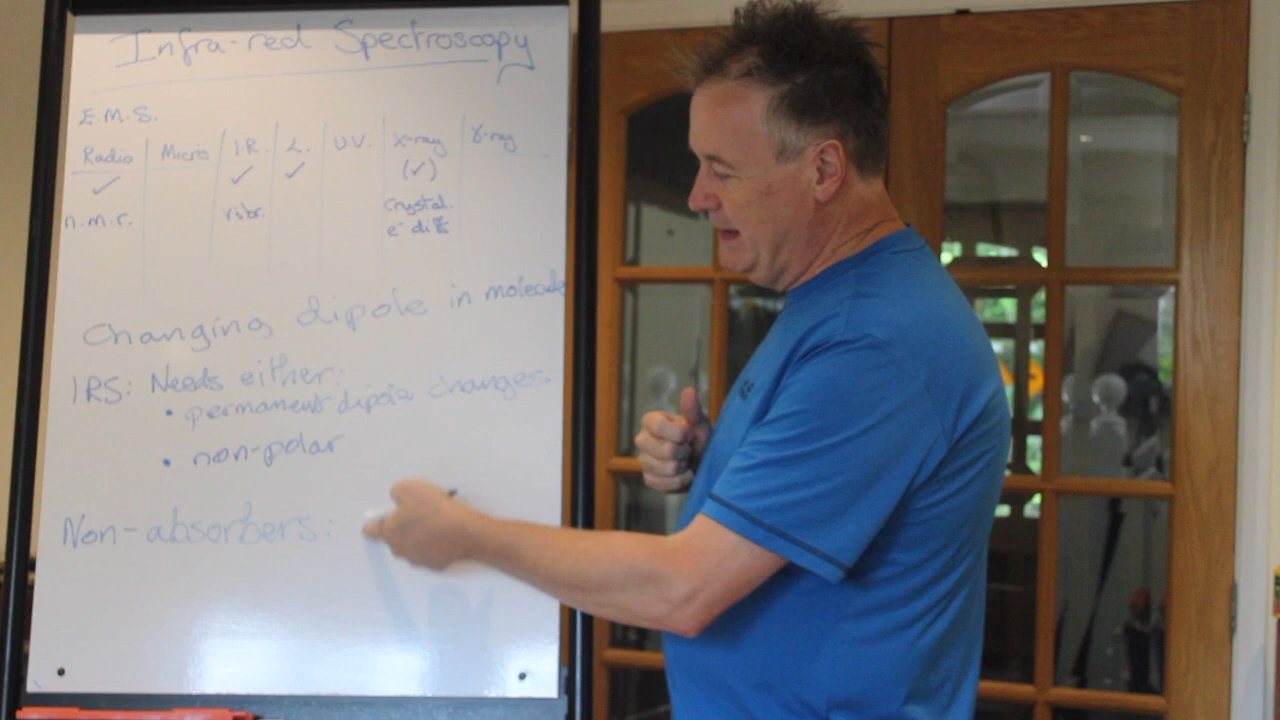 Infra-red Spectroscopy
E.M.S.
Radio Micro I.R. L. U.V. X-ray γ-ray
✓ ✓ ✓ (✓)
n.m.r. vibr. crystal.
e⁻ diff
Changing dipole in molecule
IRS: Needs either:
• permanent dipole changes
• non-polar
Non-absorbers: